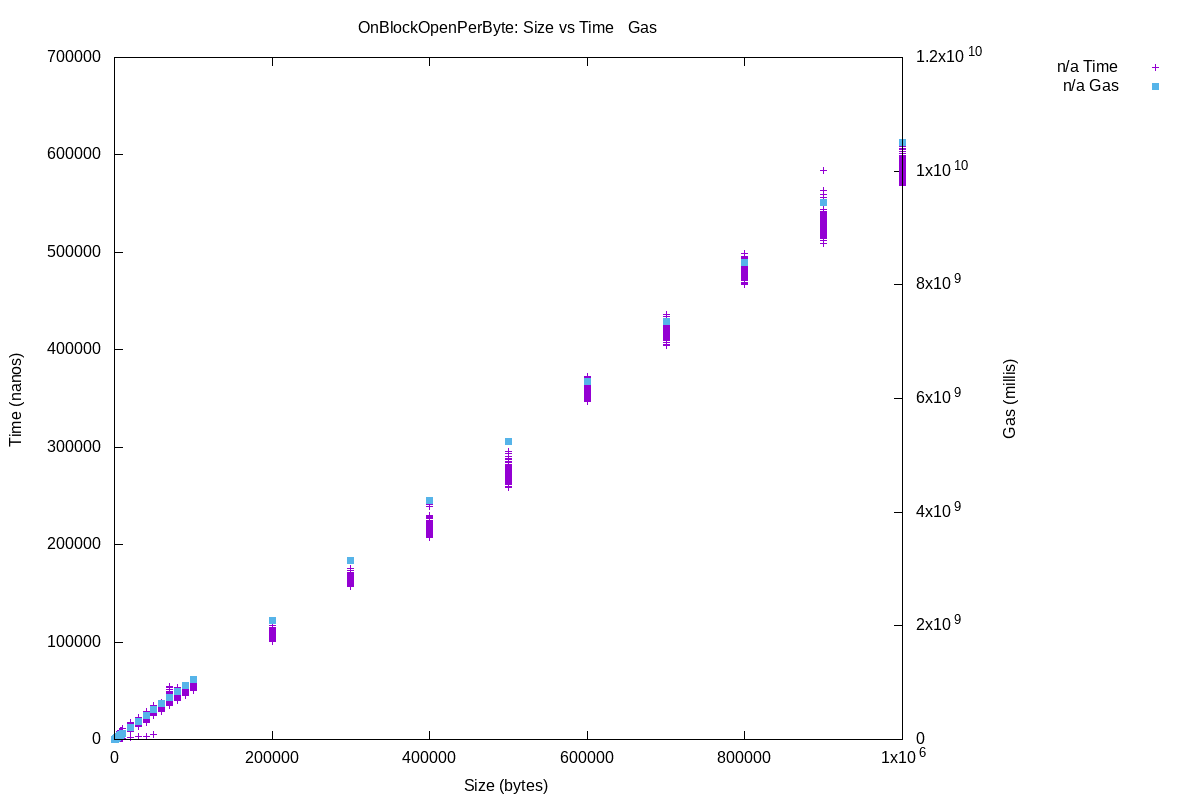 OnBlockOpenPerByte: Size vs Time   Gas
n/a Time
n/a Gas
700000
600000
500000
400000
300000
200000
100000
0
Time (nanos)
1.2x10 10
1x10 10
8x10 9
6x10 9
4x10 9
2x10 9
0
Gas (millis)
0 200000 400000 600000 800000 1x10 6
Size (bytes)